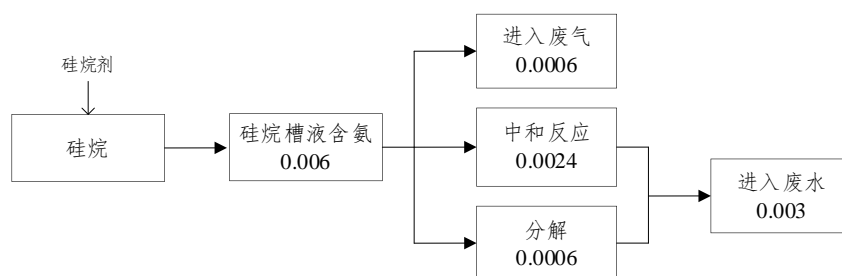 硅烷剂
硅烷
硅烷槽液含氨
0.006
进入废气
0.0006
中和反应
0.0024
分解
0.0006
进入废水
0.003